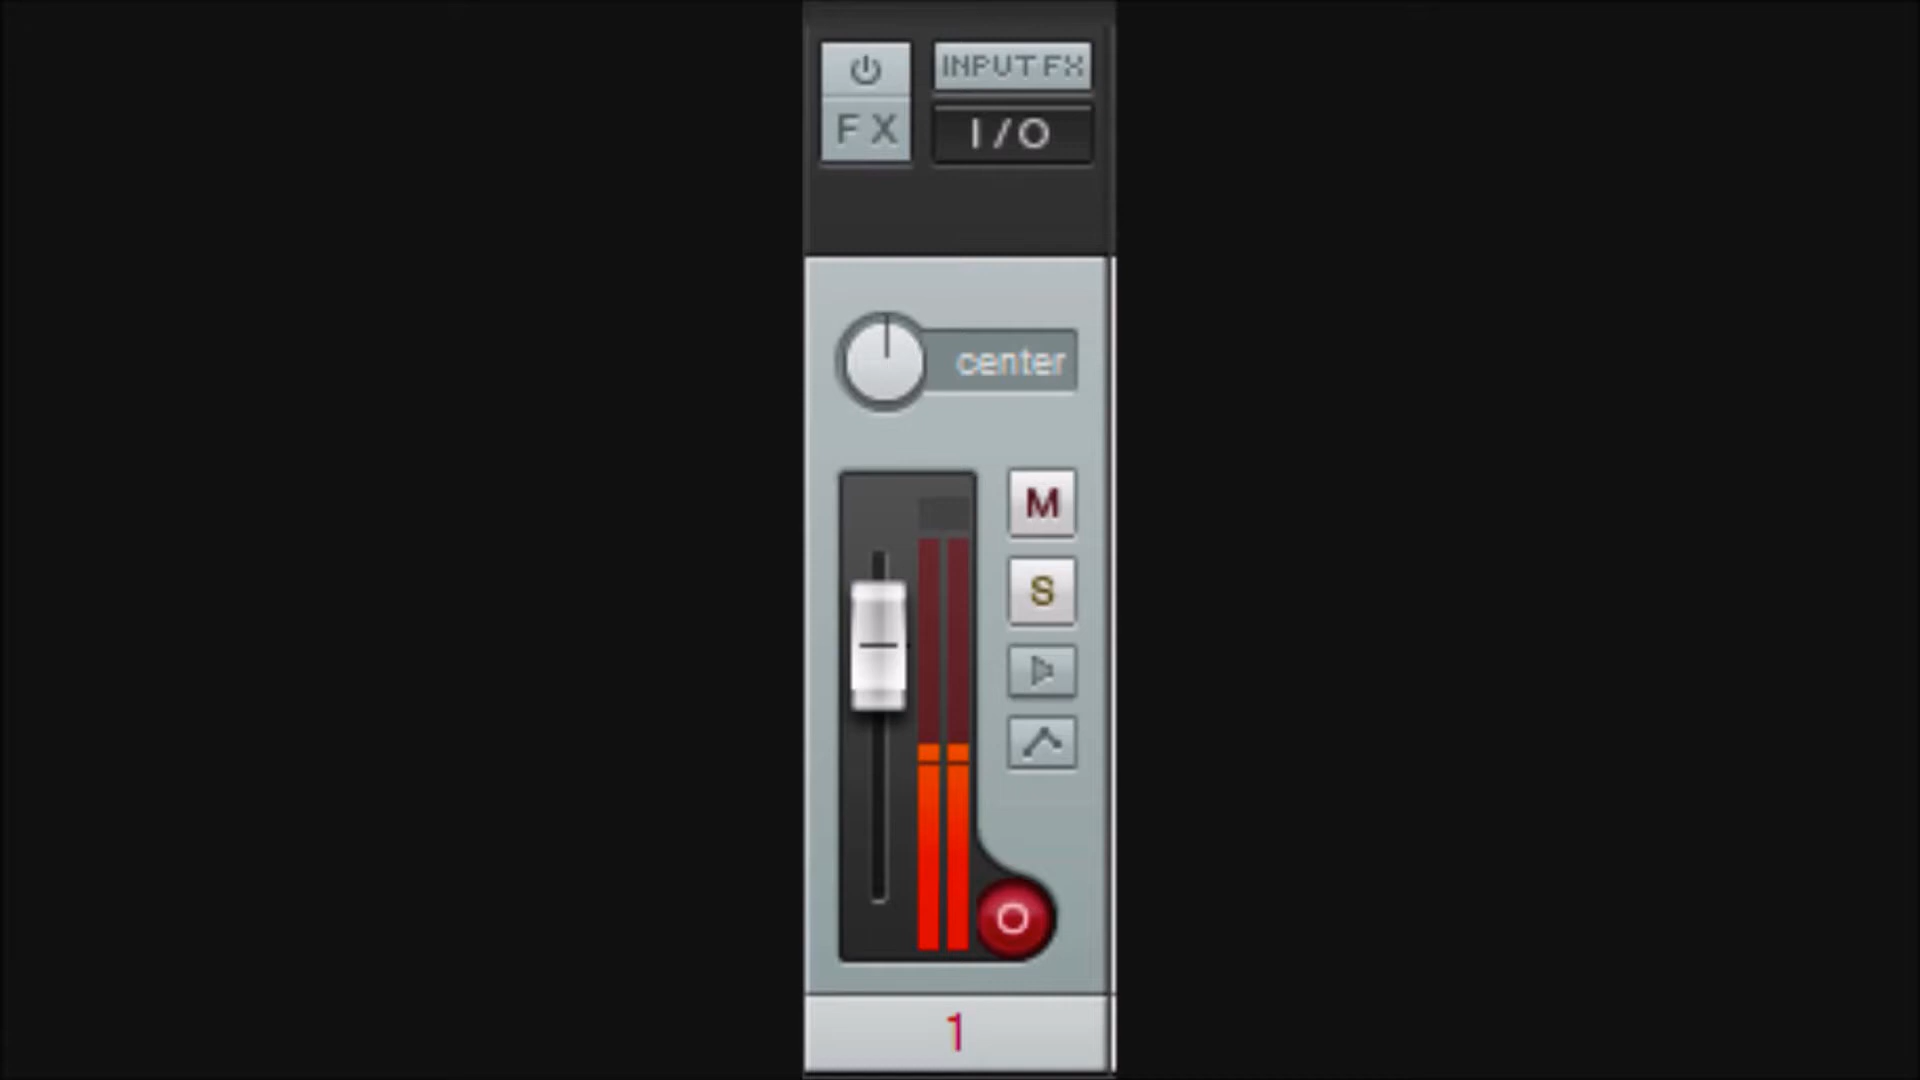 INPUT FX
FX
I/O
center
M
S
1